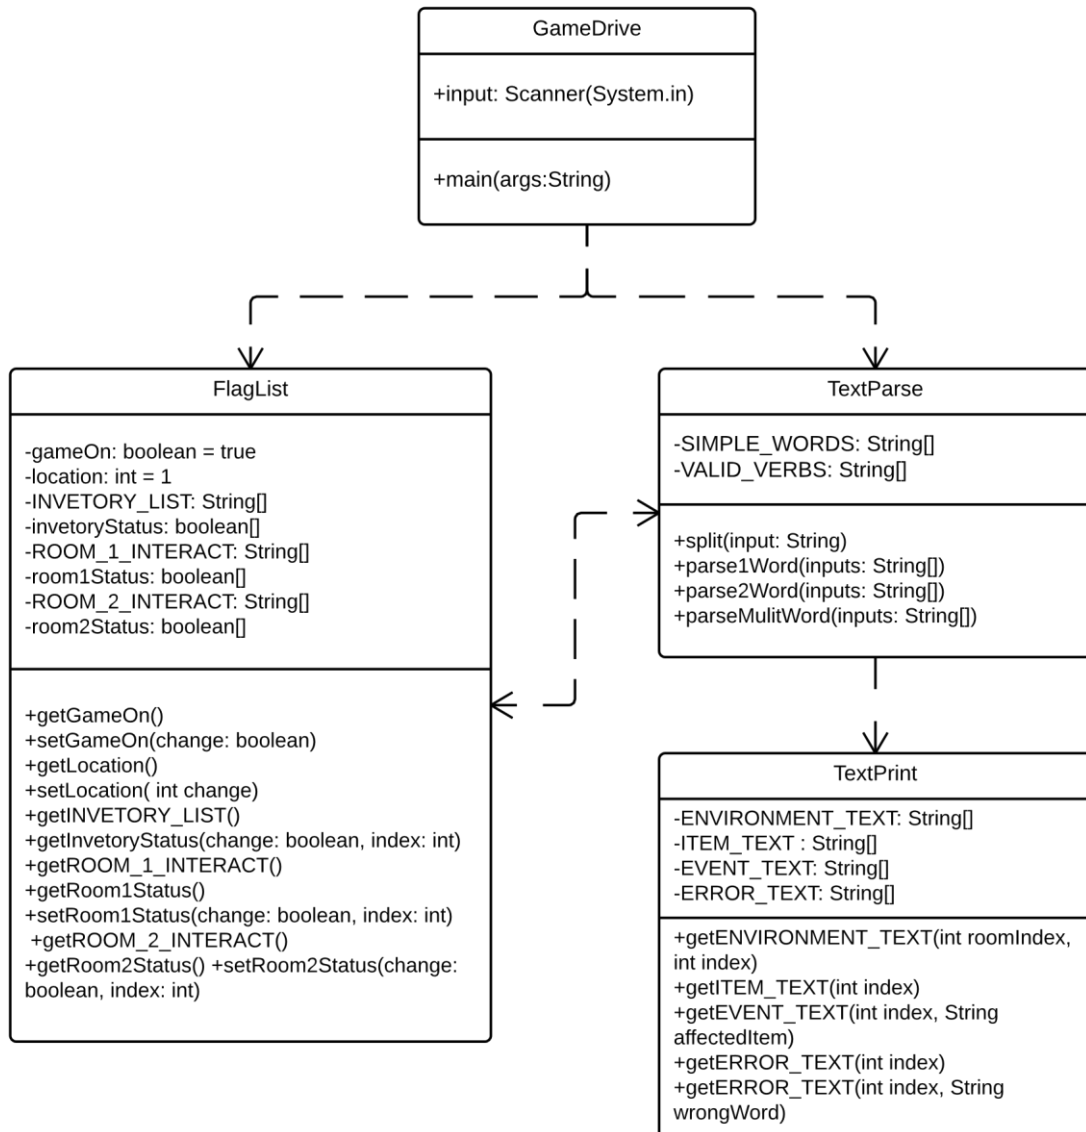 GameDrive
+input: Scanner(System.in)
+main(args:String)
FlagList
-gameOn: boolean = true
-location: int = 1
-INVETORY_LIST: String[]
-invetoryStatus: boolean[]
-ROOM_1_INTERACT: String[]
-room1Status: boolean[]
-ROOM_2_INTERACT: String[]
-room2Status: boolean[]
+getGameOn()
+setGameOn(change: boolean)
+getLocation()
+setLocation( int change)
+getINVETORY_LIST()
+getInvetoryStatus(change: boolean, index: int)
+getROOM_1_INTERACT()
+getRoom1Status()
+setRoom1Status(change: boolean, index: int)
+getROOM_2_INTERACT()
+getRoom2Status() +setRoom2Status(change:
boolean, index: int)
TextParse
-SIMPLE_WORDS: String[]
-VALID_VERBS: String[]
+split(input: String)
+parse1Word(inputs: String[])
+parse2Word(inputs: String[])
+parseMulitWord(inputs: String[])
TextPrint
-ENVIRONMENT_TEXT: String[]
-ITEM_TEXT : String[]
-EVENT_TEXT: String[]
-ERROR_TEXT: String[]
+getENVIRONMENT_TEXT(int roomIndex,
int index)
+getITEM_TEXT(int index)
+getEVENT_TEXT(int index, String
affectedItem)
+getERROR_TEXT(int index)
+getERROR_TEXT(int index, String
wrongWord)